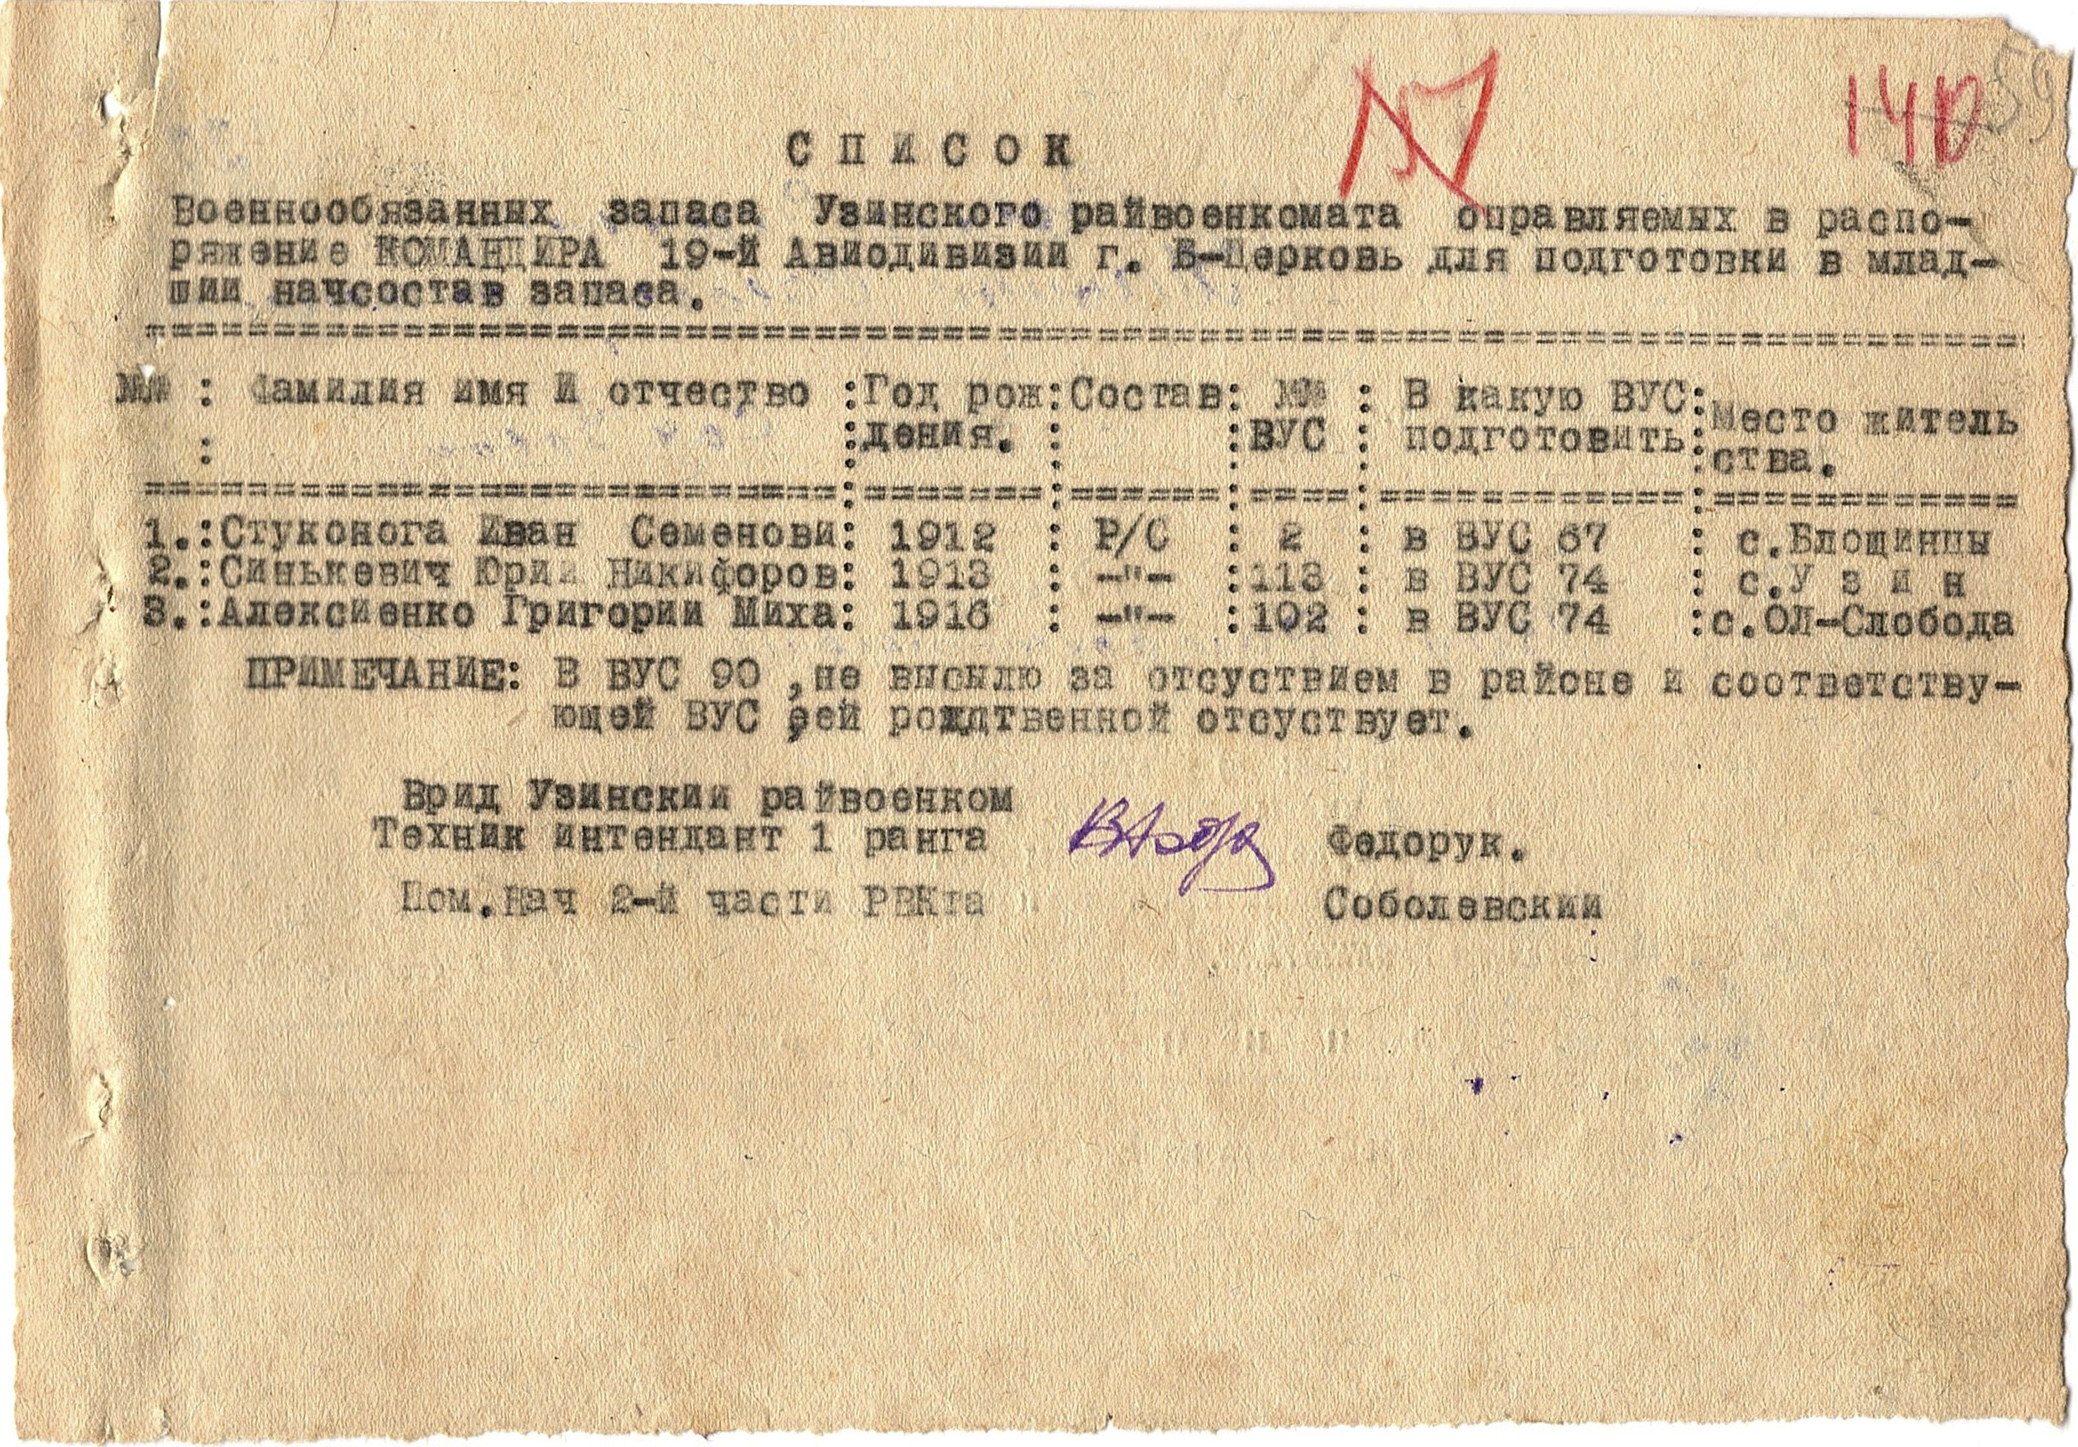 140 59
СПИСОК
Военнообязанных запаса Узинского райвоенкомата оправляемых в распо-
ряжение КОМАНДИРА 19-й Авиодивизии г. Б-Церковь для подготовки в млад-
шии начсостав запаса.
№№ : Фамилия имя И отчество :Год рож:Состав: №№ : В какую ВУС:Место житель
: :дения. : :ВУС : подготовить:ства.
1.:Стуконога Иван Семенови: 1912 : Р/С : 2 : в ВУС 67 : с.Блощинцы
2.:Синькевич Юрии Никифоров: 1913 : -"- :113 : в ВУС 74 : с.У з и н
3.:Алексиенко Григории Миха: 1916 : -"- :102 : в ВУС 74 :с.ОЛ-Слобода
ПРИМЕЧАНИЕ: В ВУС 90 ,не высылю за отсуствием в районе и соответству-
ющей ВУС ей рождтвенной отсуствует.
Врид Узинскии райвоенком
Техник интендант 1 ранга Федорук.
Пом.Нач 2-й части РВКта Соболевскии